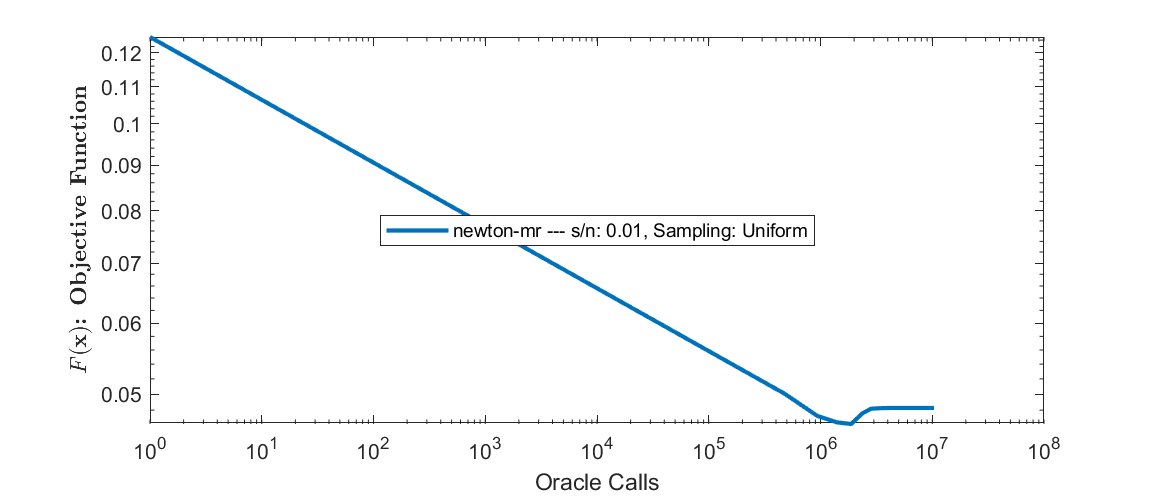 F(x): Objective Function
0.12
0.11
0.1
0.09
0.08
0.07
0.06
0.05
newton-mr --- s/n: 0.01, Sampling: Uniform
10^0 10^1 10^2 10^3 10^4 10^5 10^6 10^7 10^8
Oracle Calls